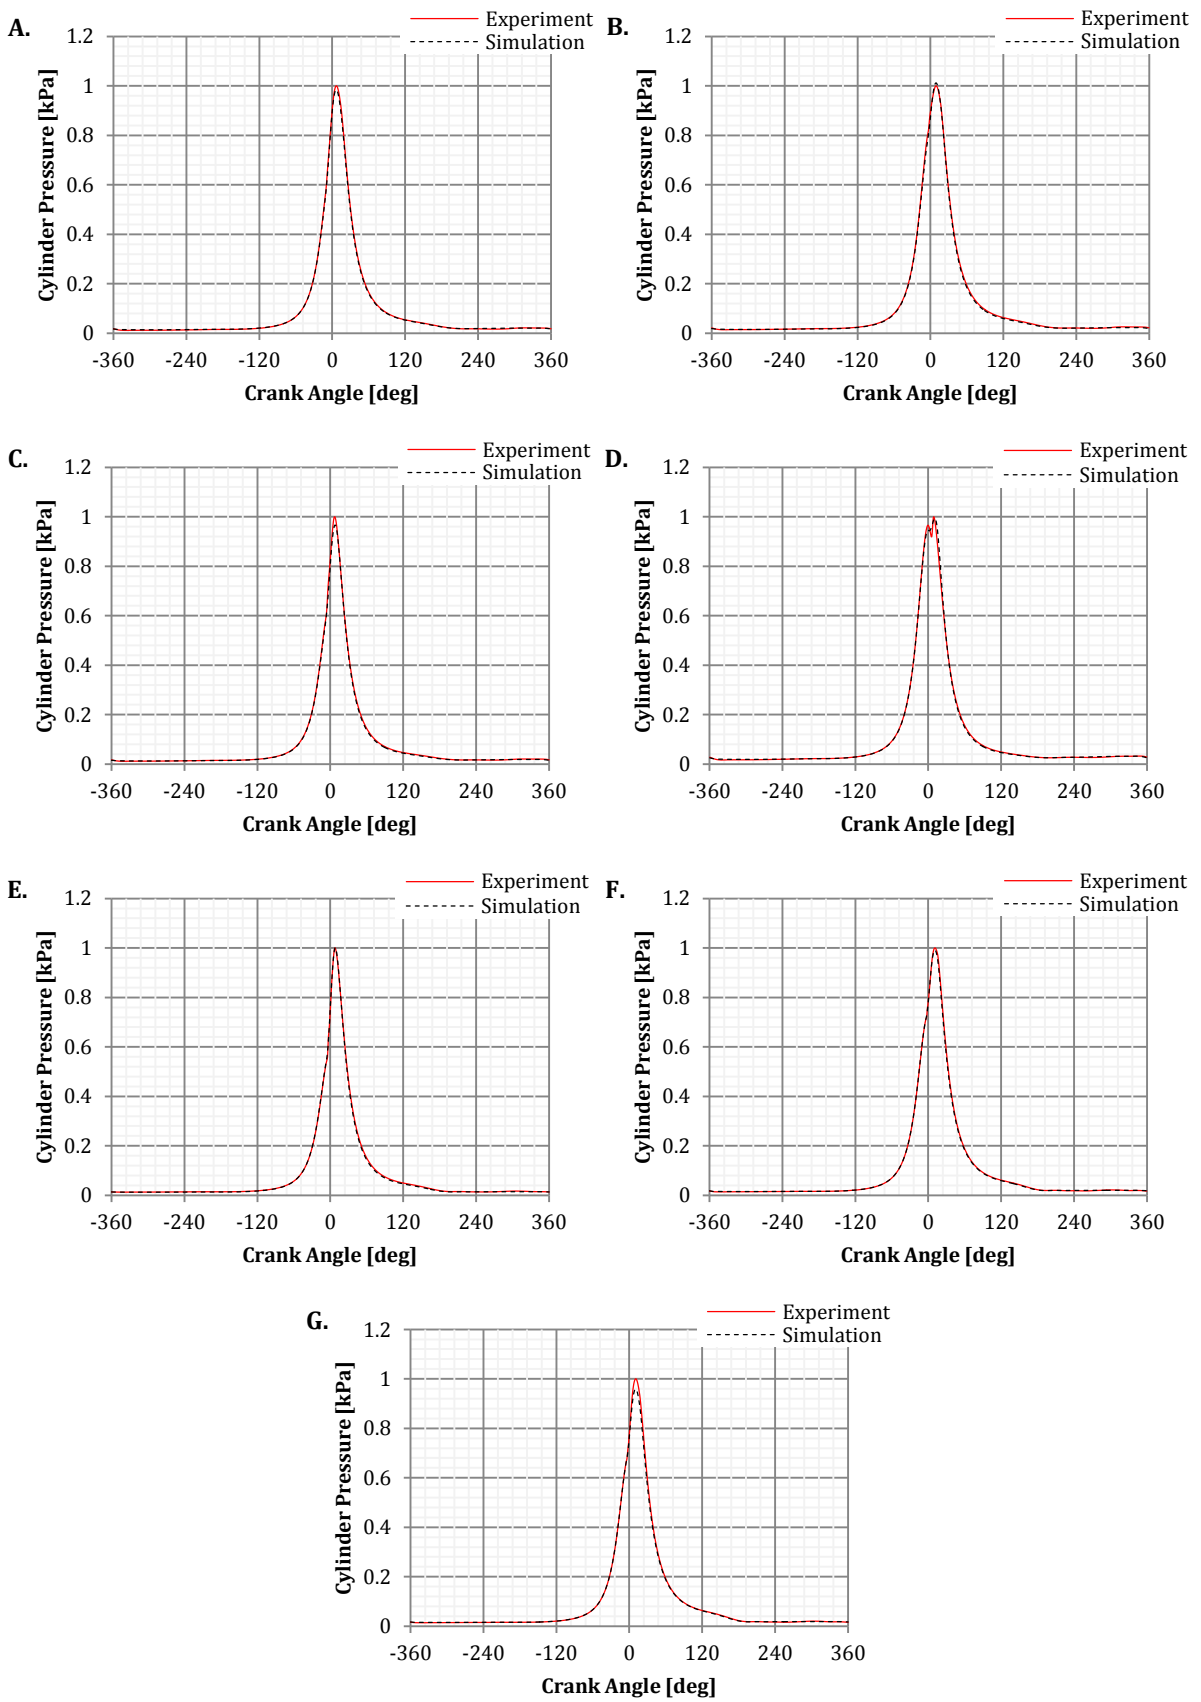 A.
Experiment
Simulation
Cylinder Pressure [kPa]
1.2
1
0.8
0.6
0.4
0.2
0
-360 -240 -120 0 120 240 360
Crank Angle [deg]
B.
Experiment
Simulation
Cylinder Pressure [kPa]
1.2
1
0.8
0.6
0.4
0.2
0
-360 -240 -120 0 120 240 360
Crank Angle [deg]
C.
Experiment
Simulation
Cylinder Pressure [kPa]
1.2
1
0.8
0.6
0.4
0.2
0
-360 -240 -120 0 120 240 360
Crank Angle [deg]
D.
Experiment
Simulation
Cylinder Pressure [kPa]
1.2
1
0.8
0.6
0.4
0.2
0
-360 -240 -120 0 120 240 360
Crank Angle [deg]
E.
Experiment
Simulation
Cylinder Pressure [kPa]
1.2
1
0.8
0.6
0.4
0.2
0
-360 -240 -120 0 120 240 360
Crank Angle [deg]
F.
Experiment
Simulation
Cylinder Pressure [kPa]
1.2
1
0.8
0.6
0.4
0.2
0
-360 -240 -120 0 120 240 360
Crank Angle [deg]
G.
Experiment
Simulation
Cylinder Pressure [kPa]
1.2
1
0.8
0.6
0.4
0.2
0
-360 -240 -120 0 120 240 360
Crank Angle [deg]